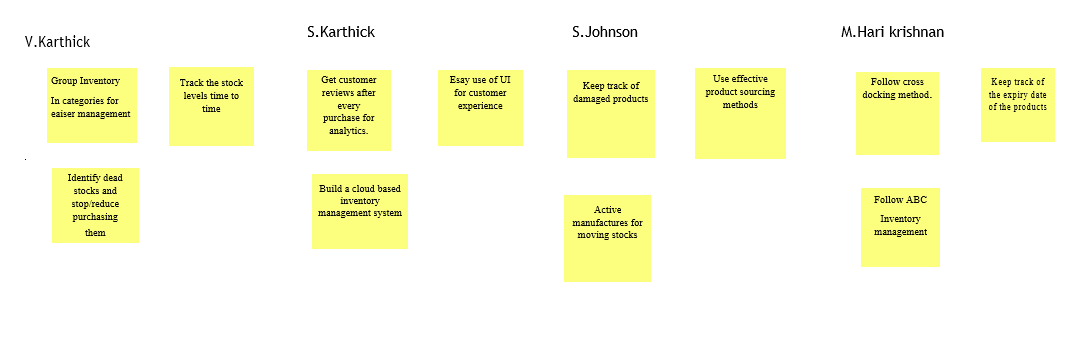 V.Karthick
Group Inventory
In categories for
eaiser management
Track the stock
levels time to
time
Identify dead
stocks and
stop/reduce
purchasing
them
S.Karthick
Get customer
reviews after
every
purchase for
analytics.
Esay use of UI
for customer
experience
Build a cloud based
inventory
management system
S.Johnson
Keep track of
damaged products
Use effective
product sourcing
methods
Active
manufactures for
moving stocks
M.Hari krishnan
Follow cross
docking method.
Keep track of
the expiry date
of the products
Follow ABC
Inventory
management